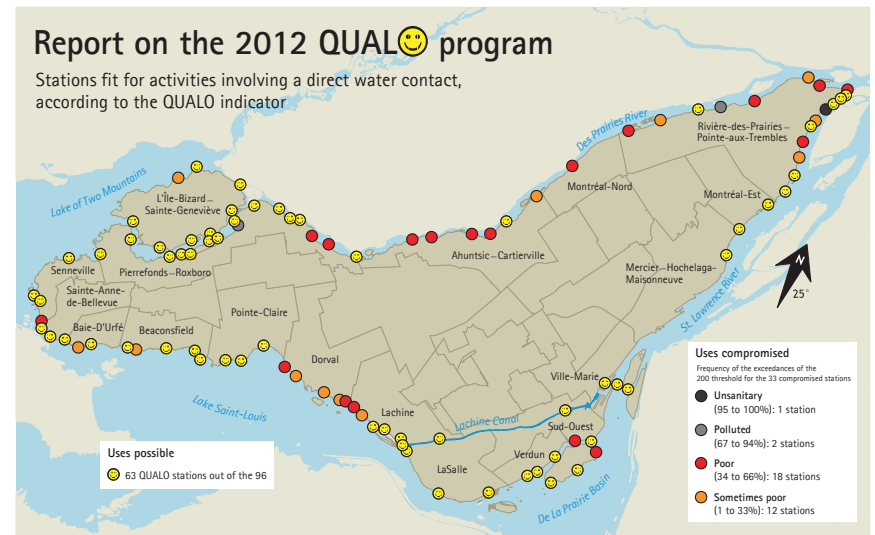 Report on the 2012 QUALO program
Stations fit for activities involving a direct water contact,
according to the QUALO indicator
Des Prairies River
Rivière-des-Prairies–
Pointe-aux-Trembles
Lake of Two Mountains
L'Île-Bizard–
Sainte-Geneviève
Montréal-Nord
Montréal-Est
Ahuntsic–Cartierville
Senneville
Pierrefonds–Roxboro
Mercier–Hochelaga-
Maisonneuve
N
25°
Sainte-Anne-
de-Bellevue
Pointe-Claire
St. Lawrence River
Baie-D'Urfé
Beaconsfield
Dorval
Ville-Marie
Lake Saint-Louis
Lachine
Lachine Canal
Sud-Ouest
Verdun
LaSalle
De La Prairie Basin
Uses possible
63 QUALO stations out of the 96
Uses compromised
Frequency of the exceedances of the
200 threshold for the 33 compromised stations
Unsanitary
(95 to 100%): 1 station
Polluted
(67 to 94%): 2 stations
Poor
(34 to 66%): 18 stations
Sometimes poor
(1 to 33%): 12 stations